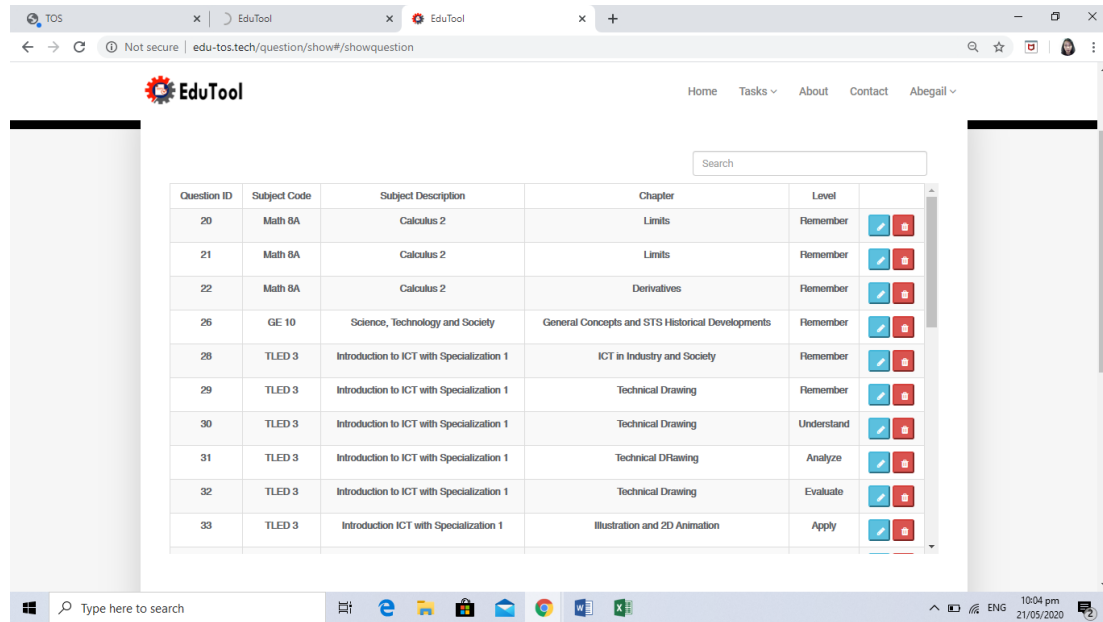 TOS EduTool EduTool
Not secure edu-tos.tech/question/show#/showquestion
EduTool Home Tasks About Contact Abegail
Search
Question ID Subject Code Subject Description Chapter Level
20 Math 8A Calculus 2 Limits Remember
21 Math 8A Calculus 2 Limits Remember
22 Math 8A Calculus 2 Derivatives Remember
26 GE 10 Science, Technology and Society General Concepts and STS Historical Developments Remember
28 TLED 3 Introduction to ICT with Specialization 1 ICT in Industry and Society Remember
29 TLED 3 Introduction to ICT with Specialization 1 Technical Drawing Remember
30 TLED 3 Introduction to ICT with Specialization 1 Technical Drawing Understand
31 TLED 3 Introduction to ICT with Specialization 1 Technical DRawing Analyze
32 TLED 3 Introduction to ICT with Specialization 1 Technical Drawing Evaluate
33 TLED 3 Introduction ICT with Specialization 1 Illustration and 2D Animation Apply
Type here to search ENG 10:04 pm
21/05/2020 2